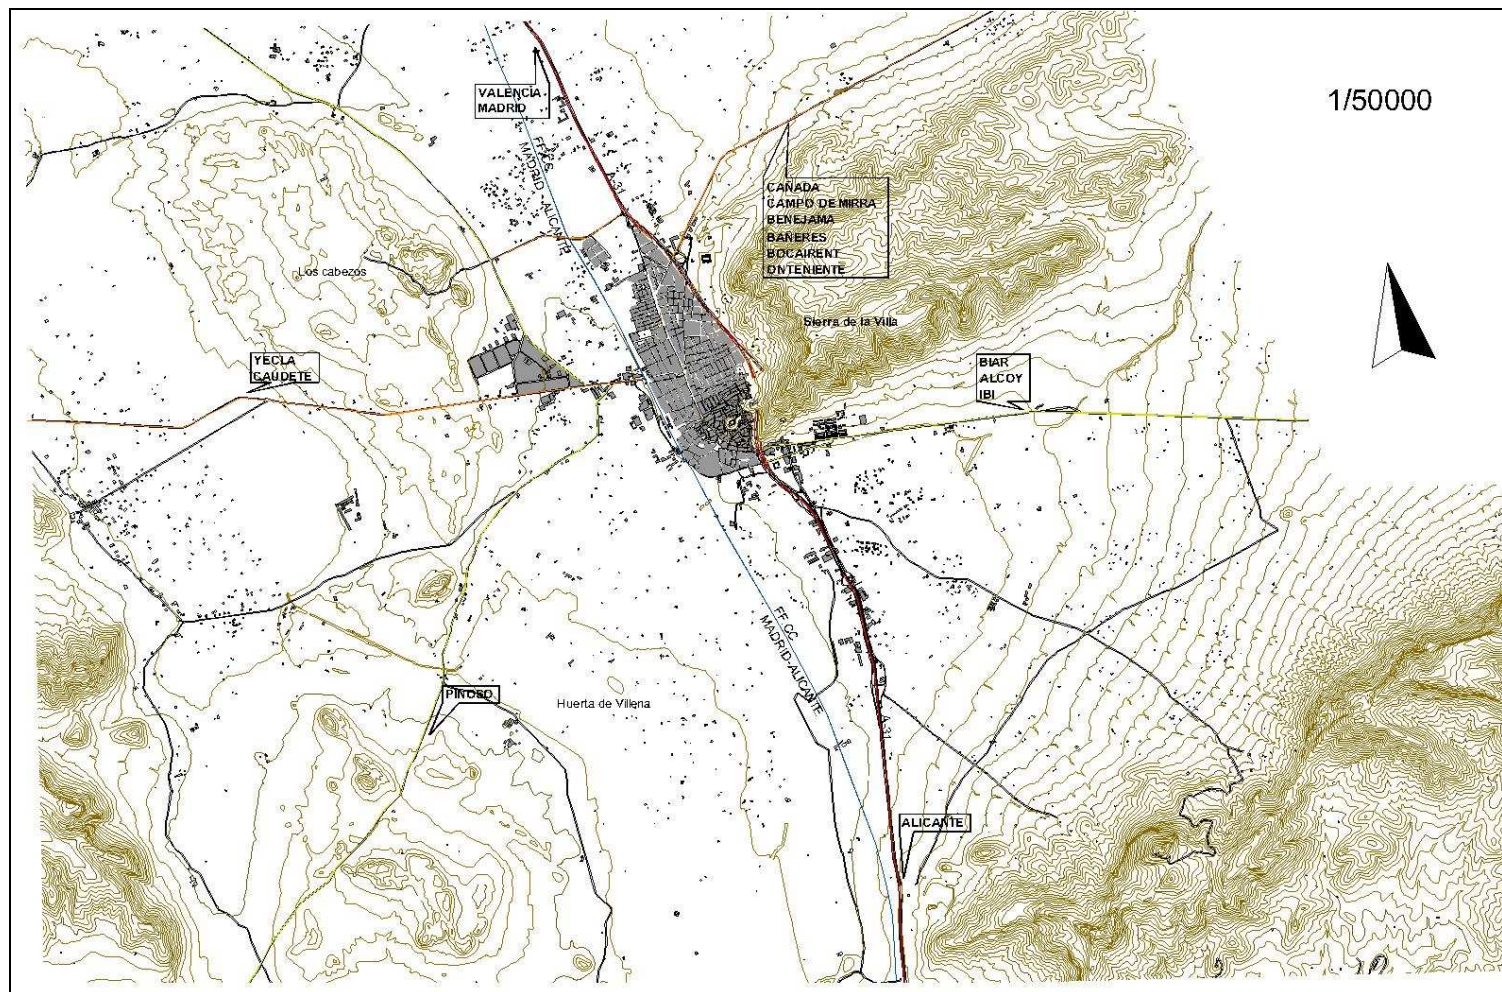 1/50000
VALENCIA
MADRID
FF.CC.
MADRID - ALICANTE
A-31
CAÑADA
CAMPO DE MIRRA
BENEJAMA
BAÑERES
BOCAIRENT
ONTENIENTE
Los cabezos
Sierra de la Villa
YECLA
CAUDETE
BIAR
ALCOY
IBI
FF.CC.
MADRID-ALICANTE
PINOSO
Huerta de Villena
A-31
ALICANTE